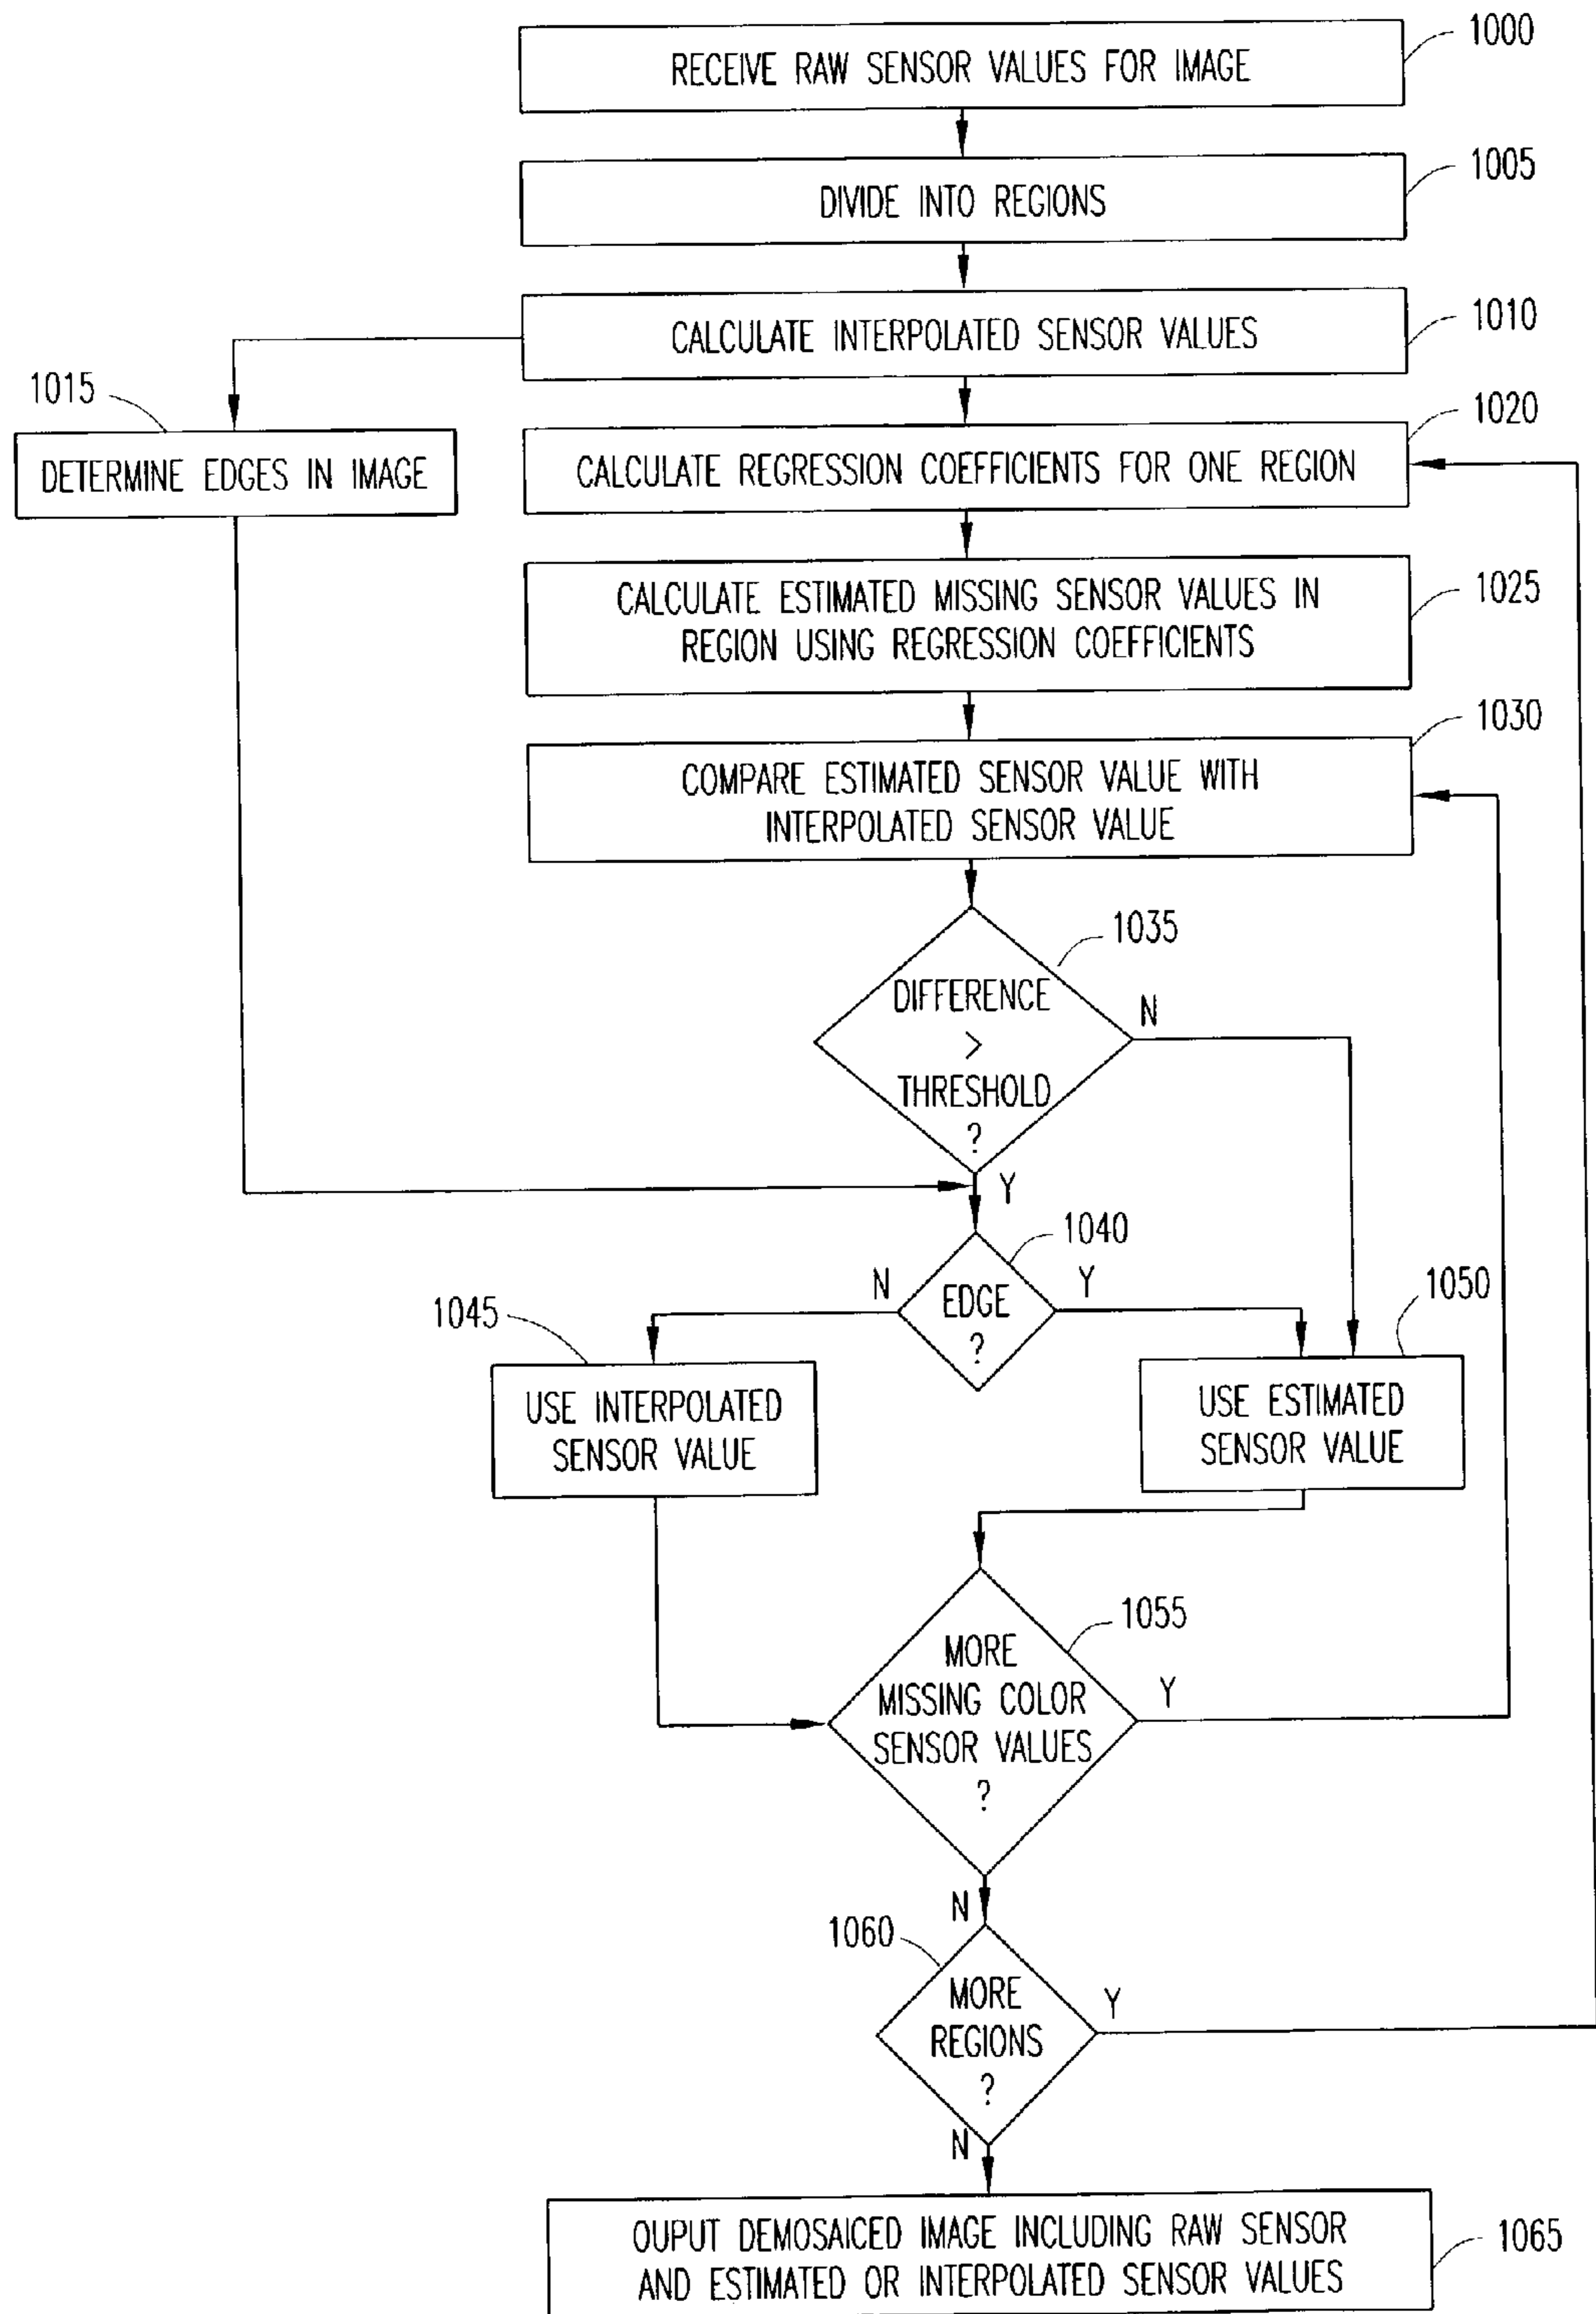 RECEIVE RAW SENSOR VALUES FOR IMAGE
1000
DIVIDE INTO REGIONS
1005
CALCULATE INTERPOLATED SENSOR VALUES
1010
1015
DETERMINE EDGES IN IMAGE
1020
CALCULATE REGRESSION COEFFICIENTS FOR ONE REGION
CALCULATE ESTIMATED MISSING SENSOR VALUES IN
REGION USING REGRESSION COEFFICIENTS
1025
1030
COMPARE ESTIMATED SENSOR VALUE WITH
INTERPOLATED SENSOR VALUE
1035
DIFFERENCE
>
THRESHOLD
?
N
Y
1040
EDGE
?
N
Y
1045
USE INTERPOLATED
SENSOR VALUE
1050
USE ESTIMATED
SENSOR VALUE
1055
MORE
MISSING COLOR
SENSOR VALUES
?
Y
N
1060
MORE
REGIONS
?
Y
N
OUPUT DEMOSAICED IMAGE INCLUDING RAW SENSOR
AND ESTIMATED OR INTERPOLATED SENSOR VALUES
1065